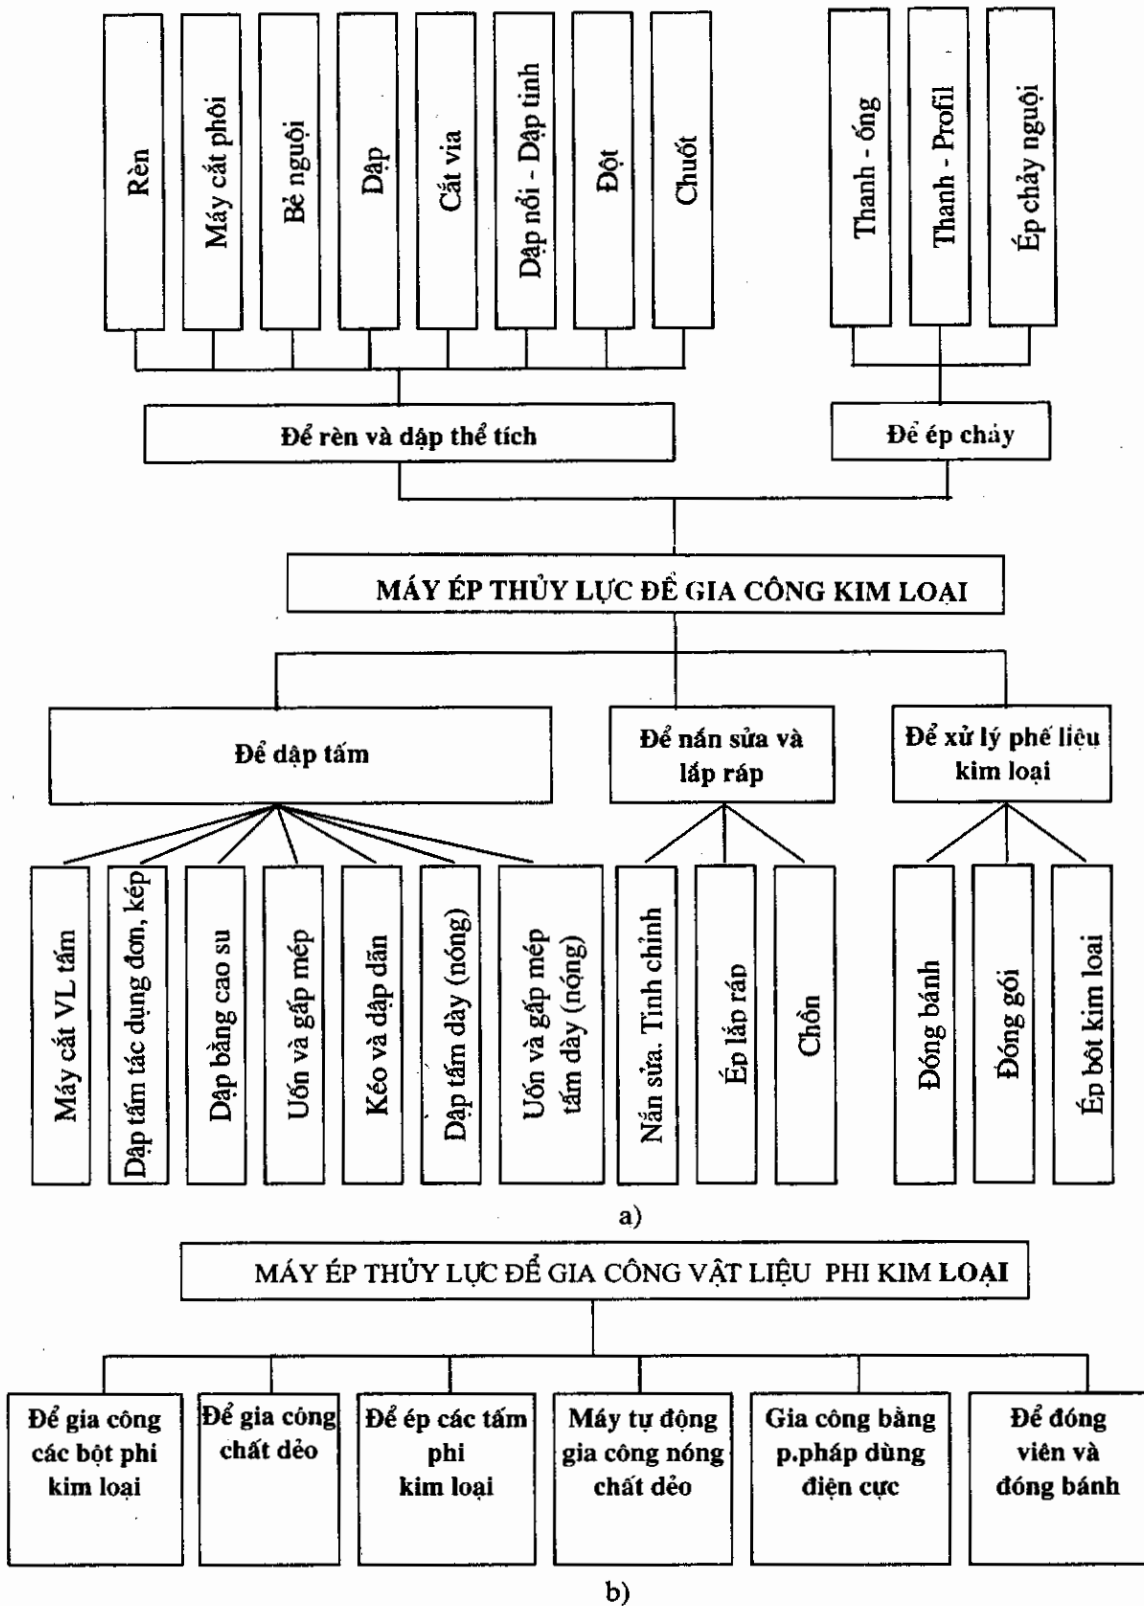 Rèn
Máy cắt phôi
Bẻ nguội
Dập
Cắt via
Dập nổi - Dập tinh
Đột
Chuốt
Thanh - ống
Thanh - Profil
Ép chảy nguội
Để rèn và dập thể tích
Để ép chảy
MÁY ÉP THỦY LỰC ĐỂ GIA CÔNG KIM LOẠI
Để dập tấm
Để nắn sửa và
lắp ráp
Để xử lý phế liệu
kim loại
Máy cắt VL tấm
Dập tấm tác dụng đơn, kép
Dập bằng cao su
Uốn và gấp mép
Kéo và dập dãn
Dập tấm dày (nóng)
Uốn và gấp mép
tấm dày (nóng)
Nắn sửa. Tinh chỉnh
Ép lắp ráp
Chồn
Đóng bánh
Đóng gói
Ép bột kim loai
a)
MÁY ÉP THỦY LỰC ĐỂ GIA CÔNG VẬT LIỆU PHI KIM LOẠI
Để gia công
các bột phi
kim loại
Để gia công
chất dẻo
Để ép các tấm
phi
kim loại
Máy tự động
gia công nóng
chất dẻo
Gia công bằng
p.pháp dùng
điện cực
Để đóng
viên và
đóng bánh
b)